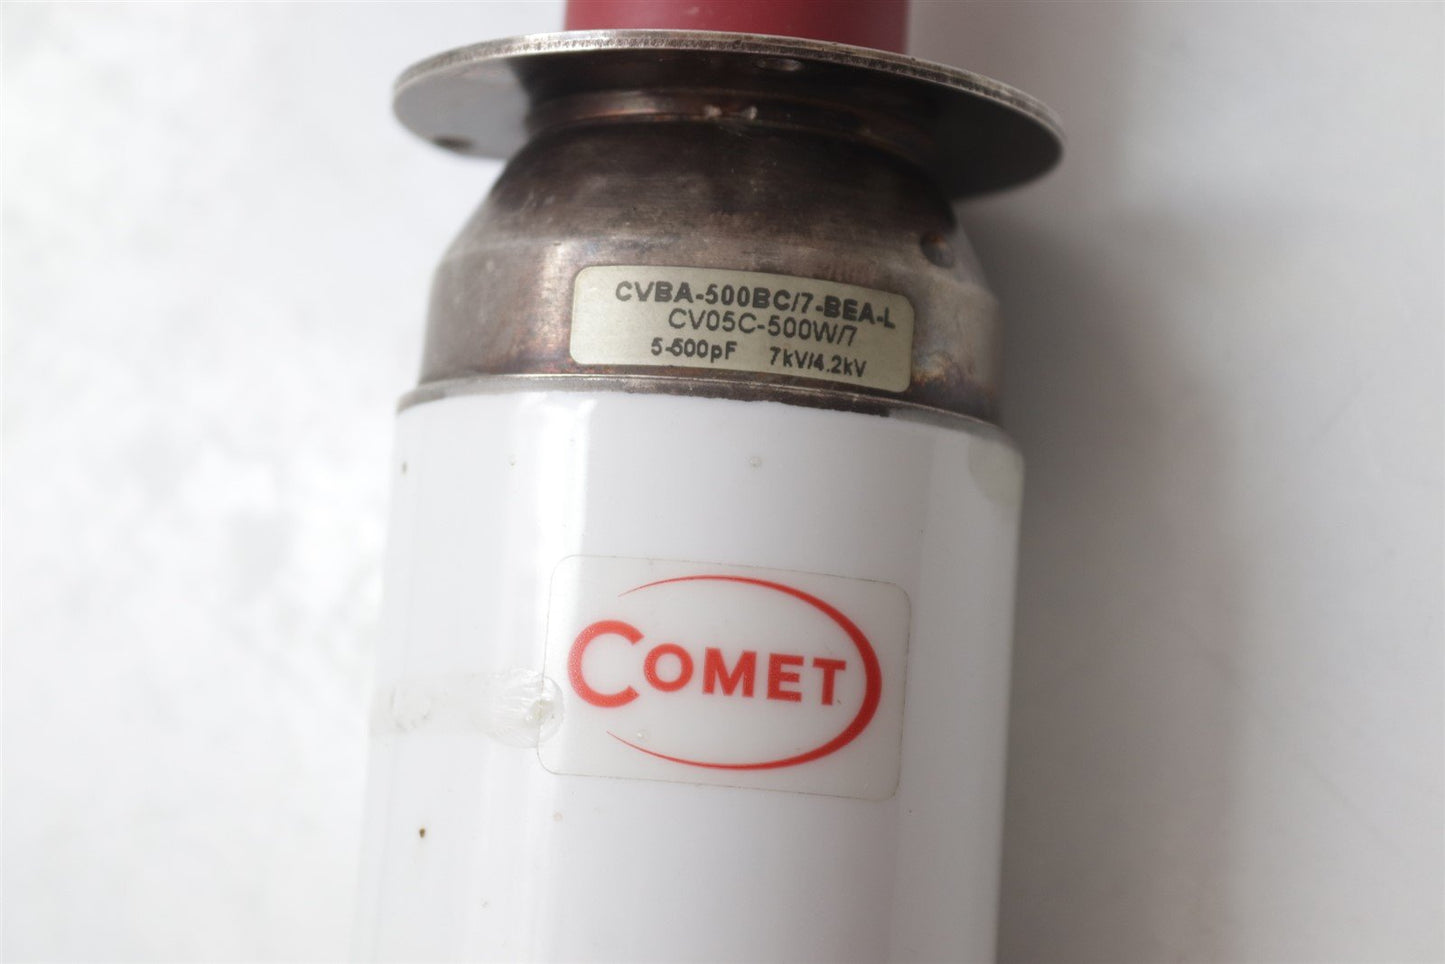 CVBA-500BC/7-BEA-L
CV05C-500W/7
5-500pF 7kV/4.2kV
COMET